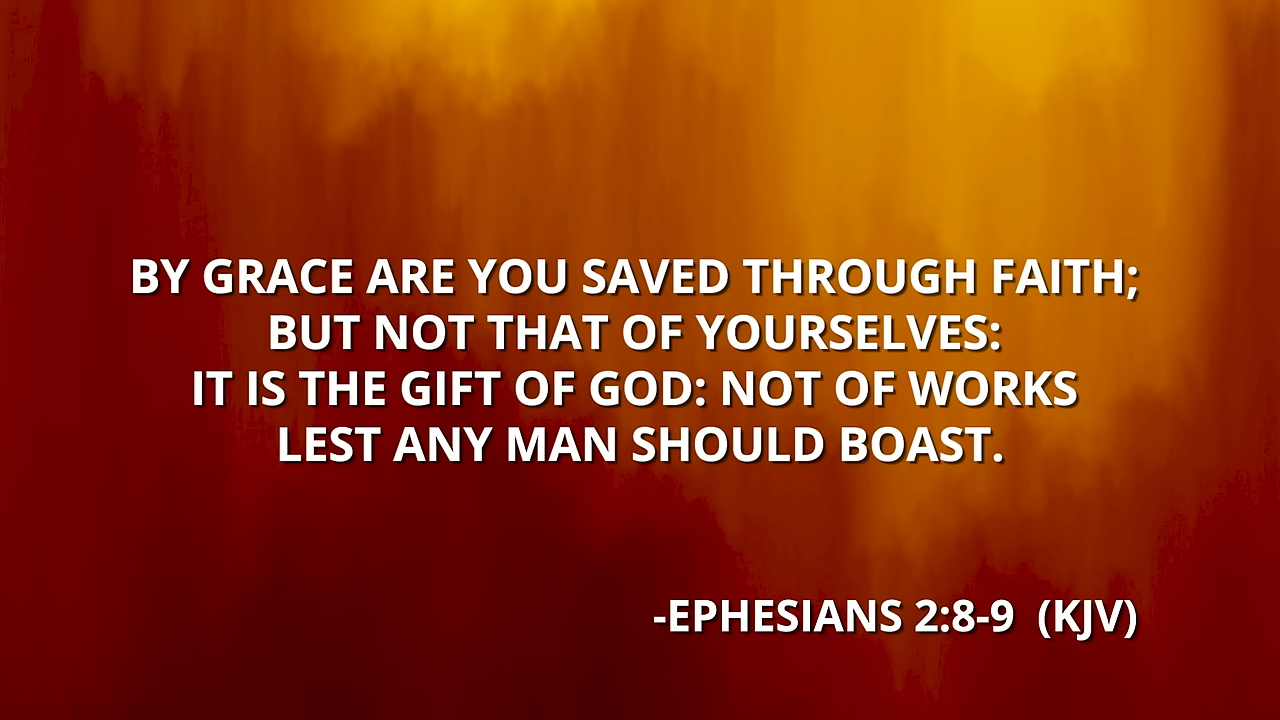 BY GRACE ARE YOU SAVED THROUGH FAITH;
BUT NOT THAT OF YOURSELVES:
IT IS THE GIFT OF GOD: NOT OF WORKS
LEST ANY MAN SHOULD BOAST.
-EPHESIANS 2:8-9 (KJV)